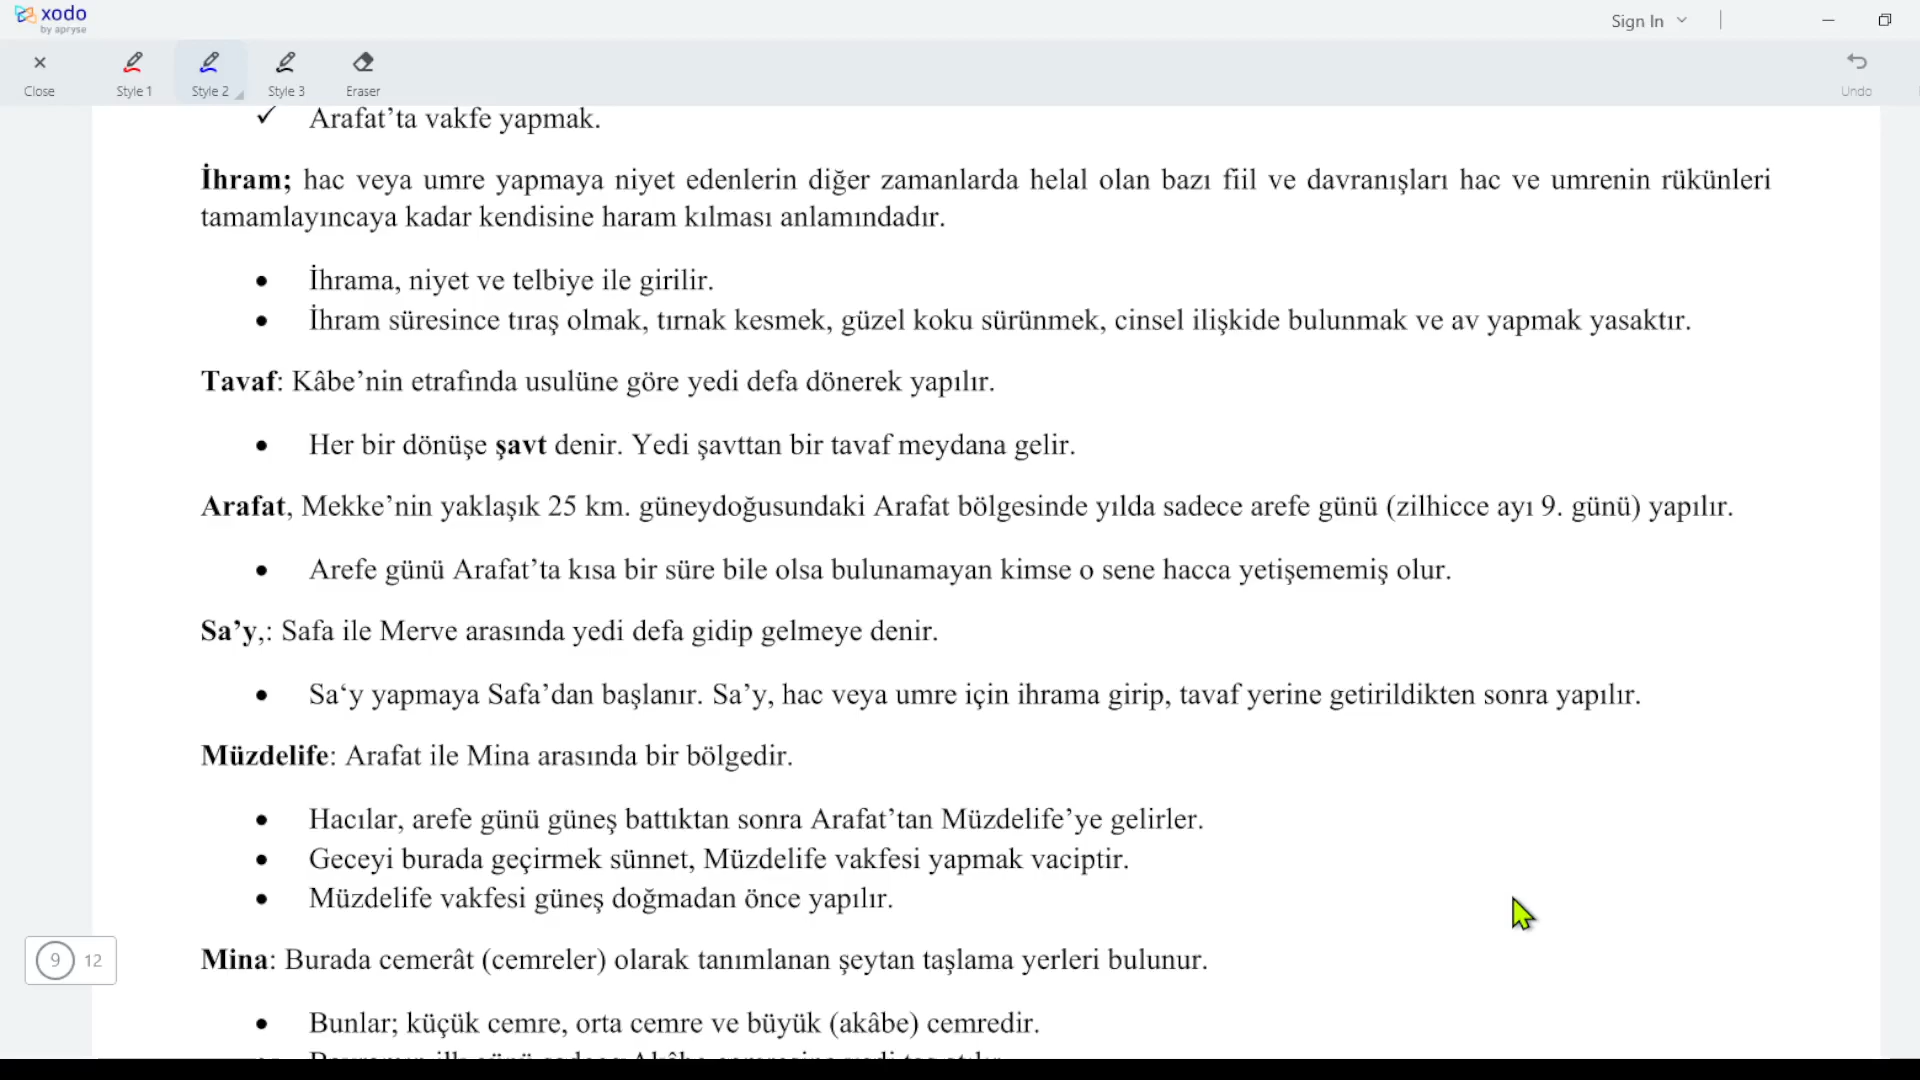 xodo
by apryse
Sign In
Close
Style 1
Style 2
Style 3
Eraser
Undo
✓ Arafat’ta vakfe yapmak.
İhram; hac veya umre yapmaya niyet edenlerin diğer zamanlarda helal olan bazı fiil ve davranışları hac ve umrenin rükünleri
tamamlayıncaya kadar kendisine haram kılması anlamındadır.
• İhrama, niyet ve telbiye ile girilir.
• İhram süresince tıraş olmak, tırnak kesmek, güzel koku sürünmek, cinsel ilişkide bulunmak ve av yapmak yasaktır.
Tavaf: Kâbe’nin etrafında usulüne göre yedi defa dönerek yapılır.
• Her bir dönüşe şavt denir. Yedi şavttan bir tavaf meydana gelir.
Arafat, Mekke’nin yaklaşık 25 km. güneydoğusundaki Arafat bölgesinde yılda sadece arefe günü (zilhicce ayı 9. günü) yapılır.
• Arefe günü Arafat’ta kısa bir süre bile olsa bulunamayan kimse o sene hacca yetişememiş olur.
Sa’y,: Safa ile Merve arasında yedi defa gidip gelmeye denir.
• Sa‘y yapmaya Safa’dan başlanır. Sa’y, hac veya umre için ihrama girip, tavaf yerine getirildikten sonra yapılır.
Müzdelife: Arafat ile Mina arasında bir bölgedir.
• Hacılar, arefe günü güneş battıktan sonra Arafat’tan Müzdelife’ye gelirler.
• Geceyi burada geçirmek sünnet, Müzdelife vakfesi yapmak vaciptir.
• Müzdelife vakfesi güneş doğmadan önce yapılır.
9 12
Mina: Burada cemerât (cemreler) olarak tanımlanan şeytan taşlama yerleri bulunur.
• Bunlar; küçük cemre, orta cemre ve büyük (akâbe) cemredir.